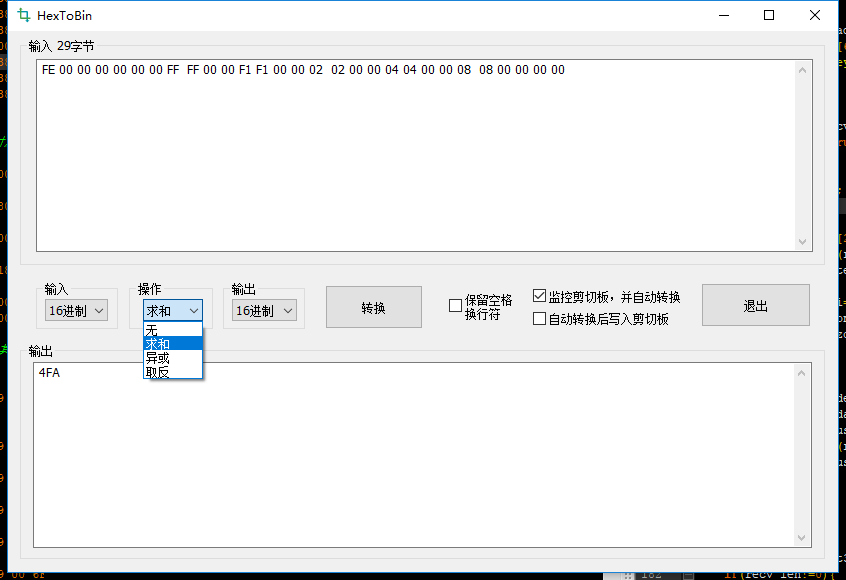 HexToBin
输入 29字节
FE 00 00 00 00 00 00 FF  FF 00 00 F1 F1 00 00 02  02 00 00 04 04 00 00 08  08 00 00 00 00
输入
操作
输出
16进制
求和
16进制
转换
保留空格
换行符
监控剪切板，并自动转换
自动转换后写入剪切板
退出
无
求和
异或
取反
输出
4FA